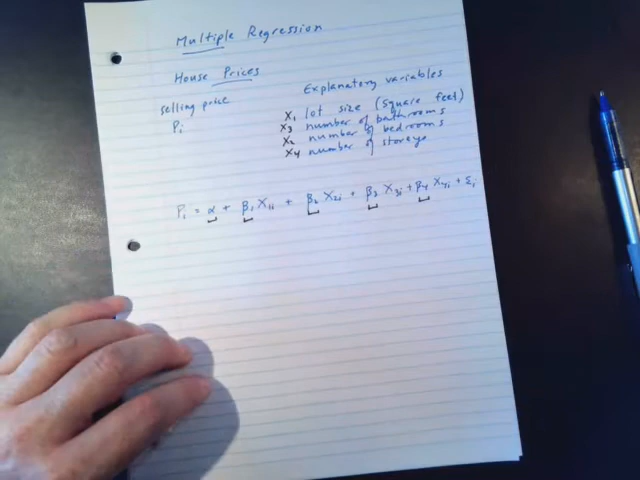 Multiple Regression
House Prices
Explanatory variables
selling price
Pi
X1 lot size (square feet)
X3 number of bathrooms
X2 number of bedrooms
X4 number of storeys
Pi = α + β1 X1i + β2 X2i + β3 X3i + β4 X4i + εi